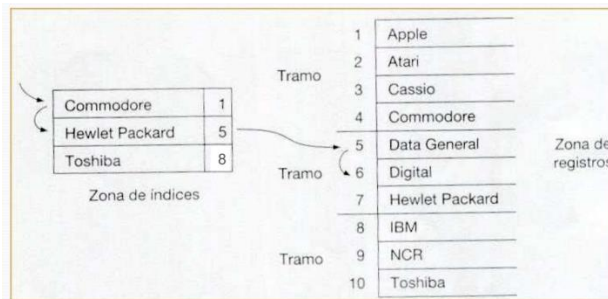 Commodore 1
Hewlet Packard 5
Toshiba 8
Zona de índices
Tramo
Tramo
Tramo
1 Apple
2 Atari
3 Cassio
4 Commodore
5 Data General
6 Digital
7 Hewlet Packard
8 IBM
9 NCR
10 Toshiba
Zona de
registros